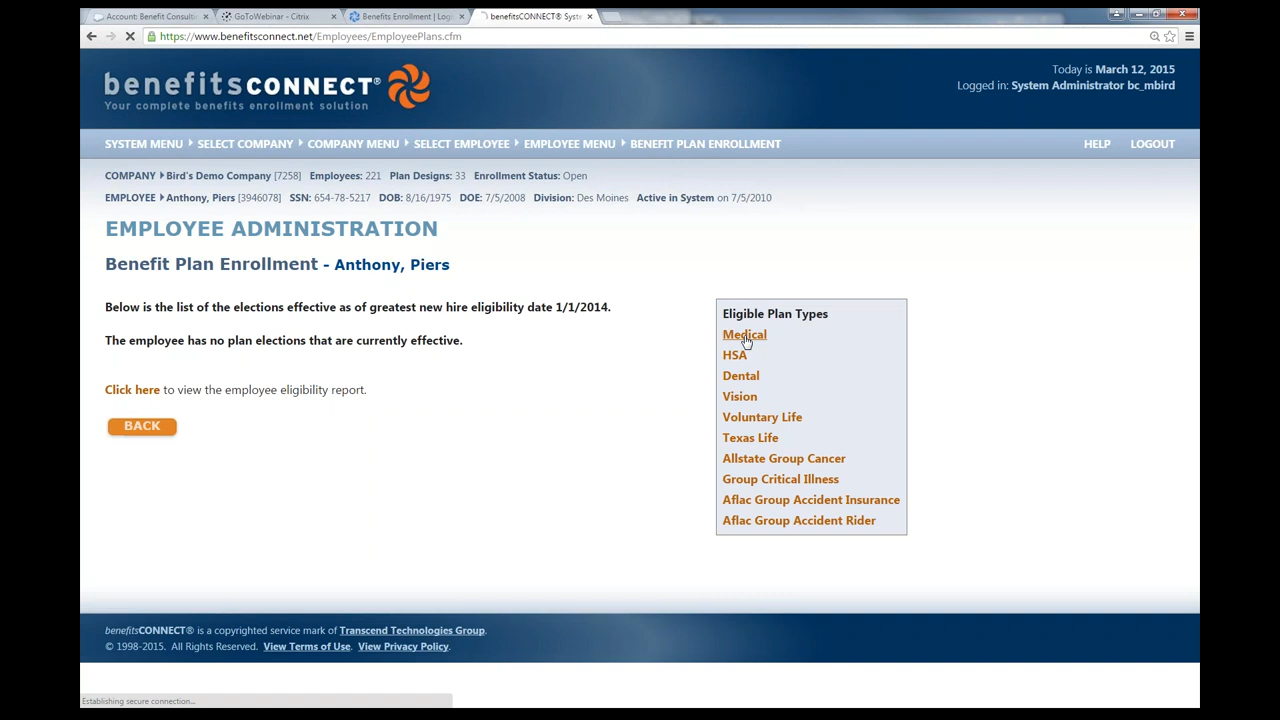 Account: Benefit Consulti
GoToWebinar - Citrix
Benefits Enrollment | Logi
benefitsCONNECT® Syst
https://www.benefitsconnect.net/Employees/EmployeePlans.cfm
benefitsCONNECT®
Your complete benefits enrollment solution
Today is March 12, 2015
Logged in: System Administrator bc_mbird
SYSTEM MENU SELECT COMPANY COMPANY MENU SELECT EMPLOYEE EMPLOYEE MENU BENEFIT PLAN ENROLLMENT HELP LOGOUT
COMPANY Bird's Demo Company [7258] Employees: 221 Plan Designs: 33 Enrollment Status: Open
EMPLOYEE Anthony, Piers [3946078] SSN: 654-78-5217 DOB: 8/16/1975 DOE: 7/5/2008 Division: Des Moines Active in System on 7/5/2010
EMPLOYEE ADMINISTRATION
Benefit Plan Enrollment - Anthony, Piers
Below is the list of the elections effective as of greatest new hire eligibility date 1/1/2014.
The employee has no plan elections that are currently effective.
Click here to view the employee eligibility report.
BACK
Eligible Plan Types
Medical
HSA
Dental
Vision
Voluntary Life
Texas Life
Allstate Group Cancer
Group Critical Illness
Aflac Group Accident Insurance
Aflac Group Accident Rider
benefitsCONNECT® is a copyrighted service mark of Transcend Technologies Group.
© 1998-2015. All Rights Reserved. View Terms of Use. View Privacy Policy.
Establishing secure connection...